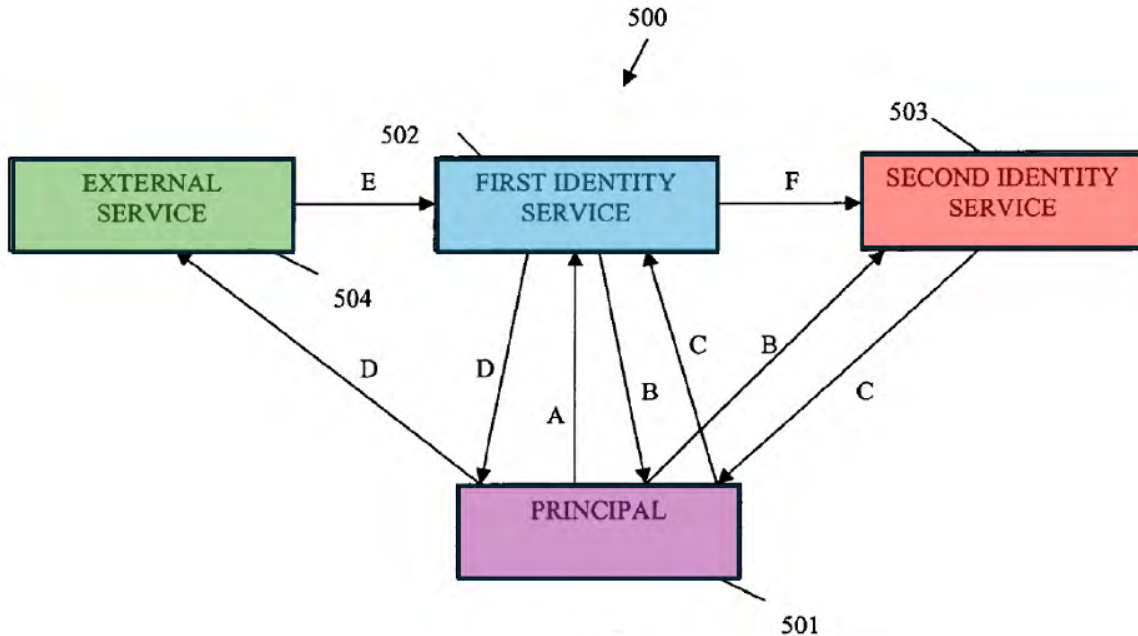 500
502
503
EXTERNAL
SERVICE
E
FIRST IDENTITY
SERVICE
F
SECOND IDENTITY
SERVICE
504
D
D
A
B
C
B
C
PRINCIPAL
501